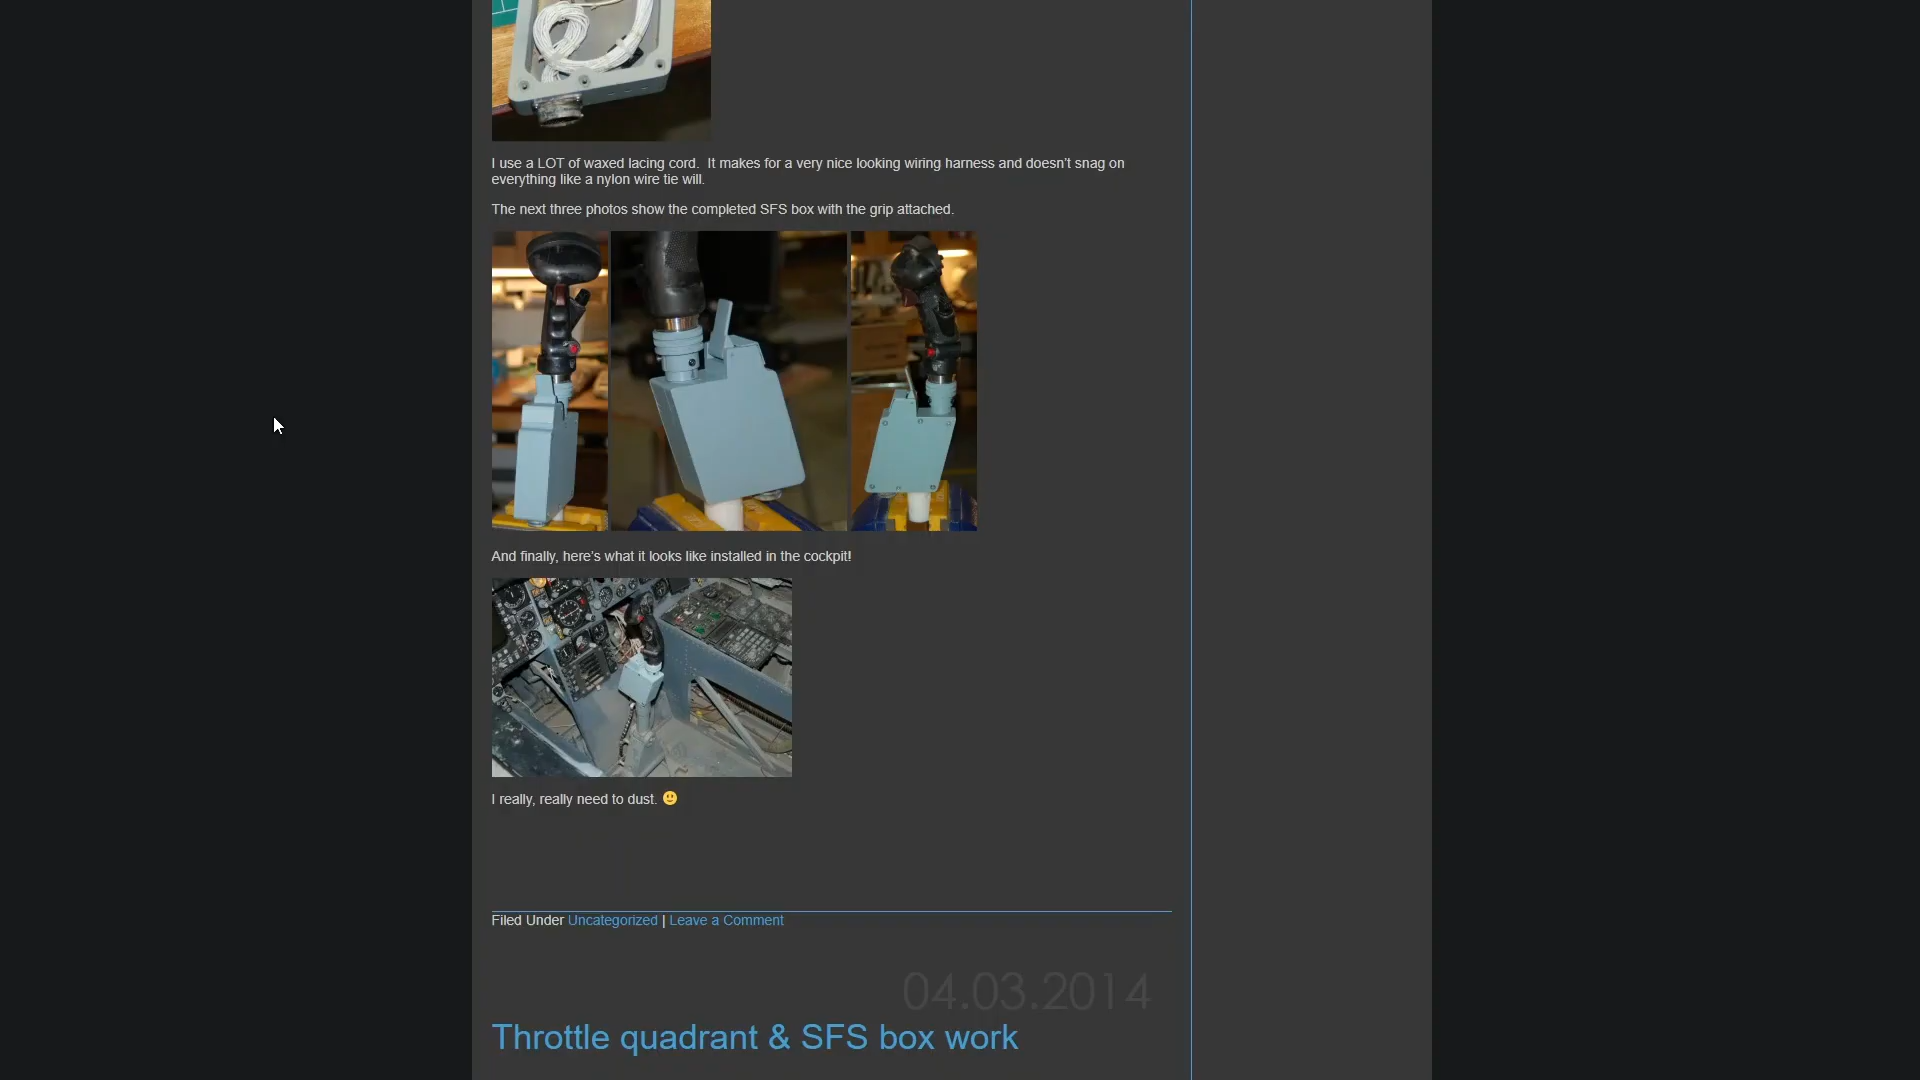 I use a LOT of waxed lacing cord.  It makes for a very nice looking wiring harness and doesn’t snag on
everything like a nylon wire tie will.
The next three photos show the completed SFS box with the grip attached.
And finally, here’s what it looks like installed in the cockpit!
I really, really need to dust. 🙂
Filed Under Uncategorized | Leave a Comment
04.03.2014
Throttle quadrant & SFS box work